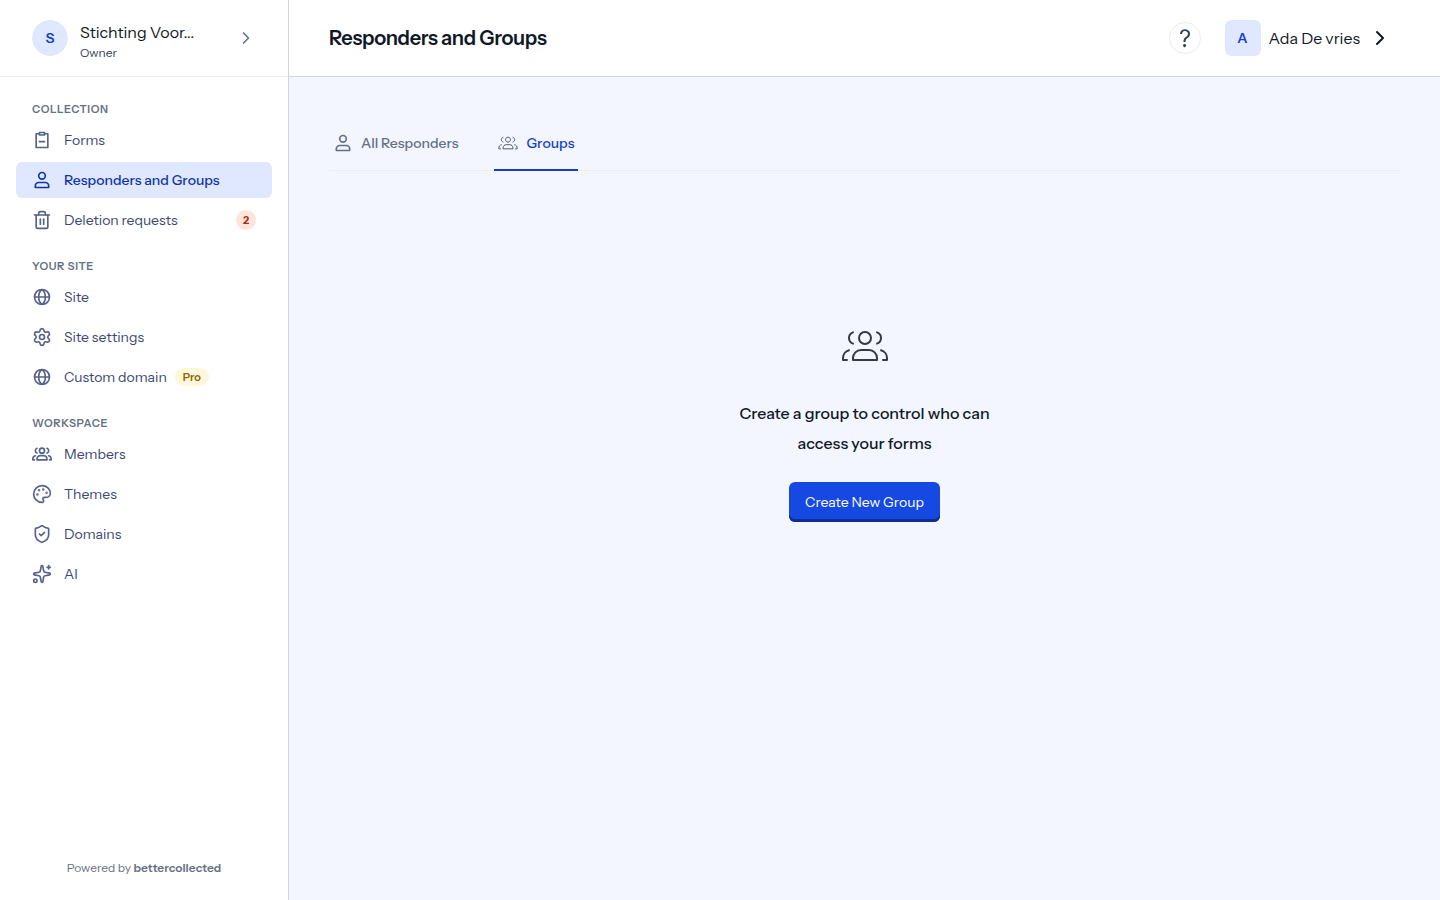 S
Stichting Voor...
Owner
COLLECTION
Forms
Responders and Groups
Deletion requests
2
YOUR SITE
Site
Site settings
Custom domain
Pro
WORKSPACE
Members
Themes
Domains
AI
Powered by bettercollected
Responders and Groups
?
A
Ada De vries
All Responders
Groups
Create a group to control who can
access your forms
Create New Group